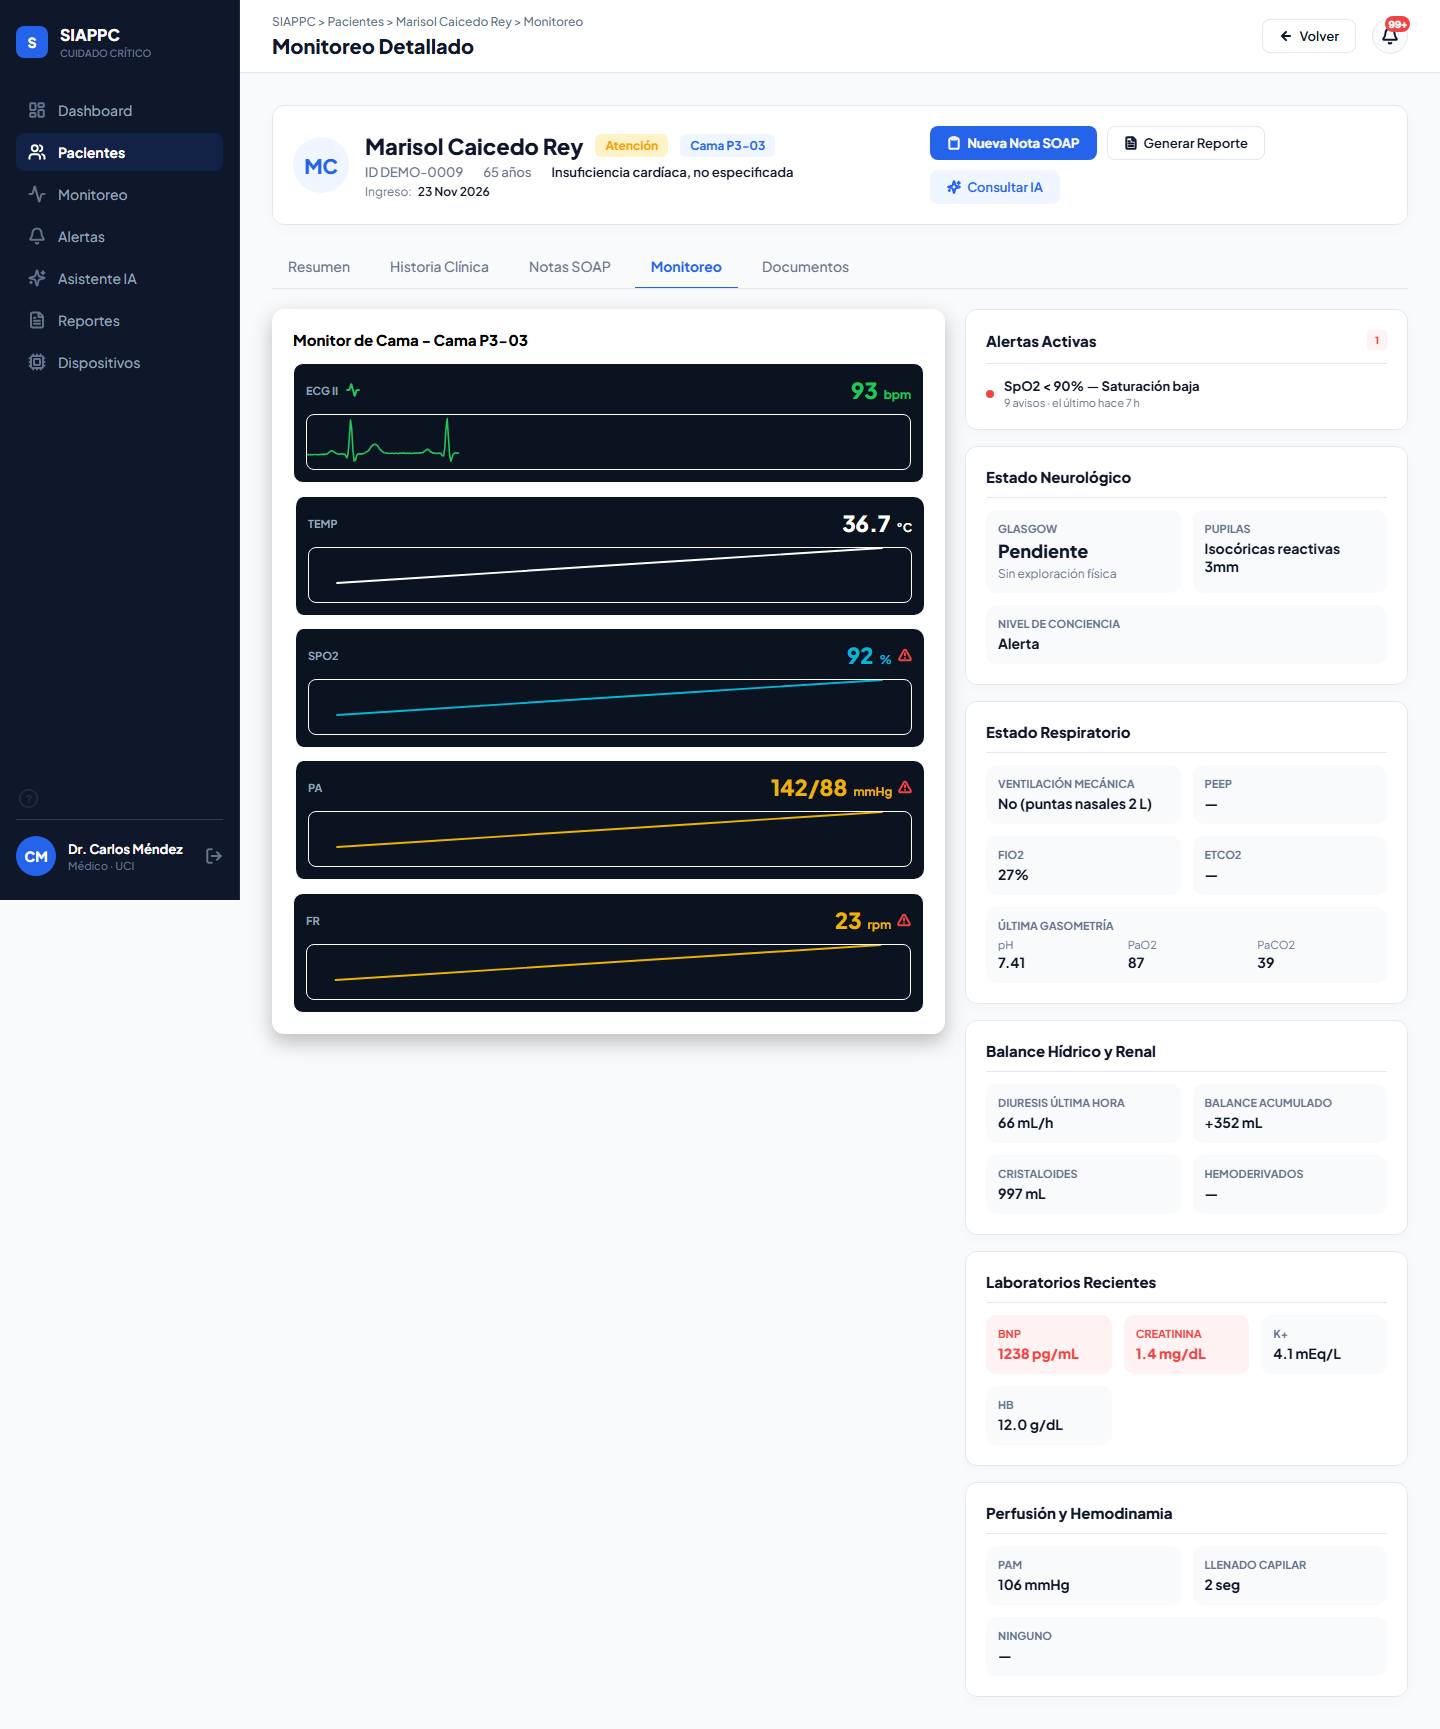 S
SIAPPC
CUIDADO CRÍTICO
Dashboard
Pacientes
Monitoreo
Alertas
Asistente IA
Reportes
Dispositivos
?
CM
Dr. Carlos Méndez
Médico · UCI
SIAPPC > Pacientes > Marisol Caicedo Rey > Monitoreo
Monitoreo Detallado
Volver
99+
MC
Marisol Caicedo Rey
Atención
Cama P3-03
ID DEMO-0009 65 años Insuficiencia cardíaca, no especificada
Ingreso: 23 Nov 2026
Nueva Nota SOAP
Generar Reporte
Consultar IA
Resumen
Historia Clínica
Notas SOAP
Monitoreo
Documentos
Monitor de Cama - Cama P3-03
ECG II
93 bpm
TEMP
36.7 °C
SPO2
92 %
PA
142/88 mmHg
FR
23 rpm
Alertas Activas
1
SpO2 < 90% — Saturación baja
9 avisos · el último hace 7 h
Estado Neurológico
GLASGOW
Pendiente
Sin exploración física
PUPILAS
Isocóricas reactivas
3mm
NIVEL DE CONCIENCIA
Alerta
Estado Respiratorio
VENTILACIÓN MECÁNICA
No (puntas nasales 2 L)
PEEP
—
FIO2
27%
ETCO2
—
ÚLTIMA GASOMETRÍA
pH
7.41
PaO2
87
PaCO2
39
Balance Hídrico y Renal
DIURESIS ÚLTIMA HORA
66 mL/h
BALANCE ACUMULADO
+352 mL
CRISTALOIDES
997 mL
HEMODERIVADOS
—
Laboratorios Recientes
BNP
1238 pg/mL
CREATININA
1.4 mg/dL
K+
4.1 mEq/L
HB
12.0 g/dL
Perfusión y Hemodinamia
PAM
106 mmHg
LLENADO CAPILAR
2 seg
NINGUNO
—